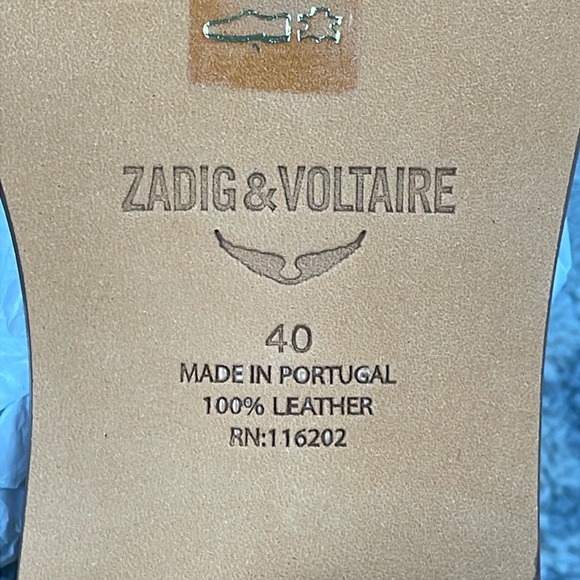 ZADIG & VOLTAIRE
40
MADE IN PORTUGAL
100% LEATHER
RN:116202